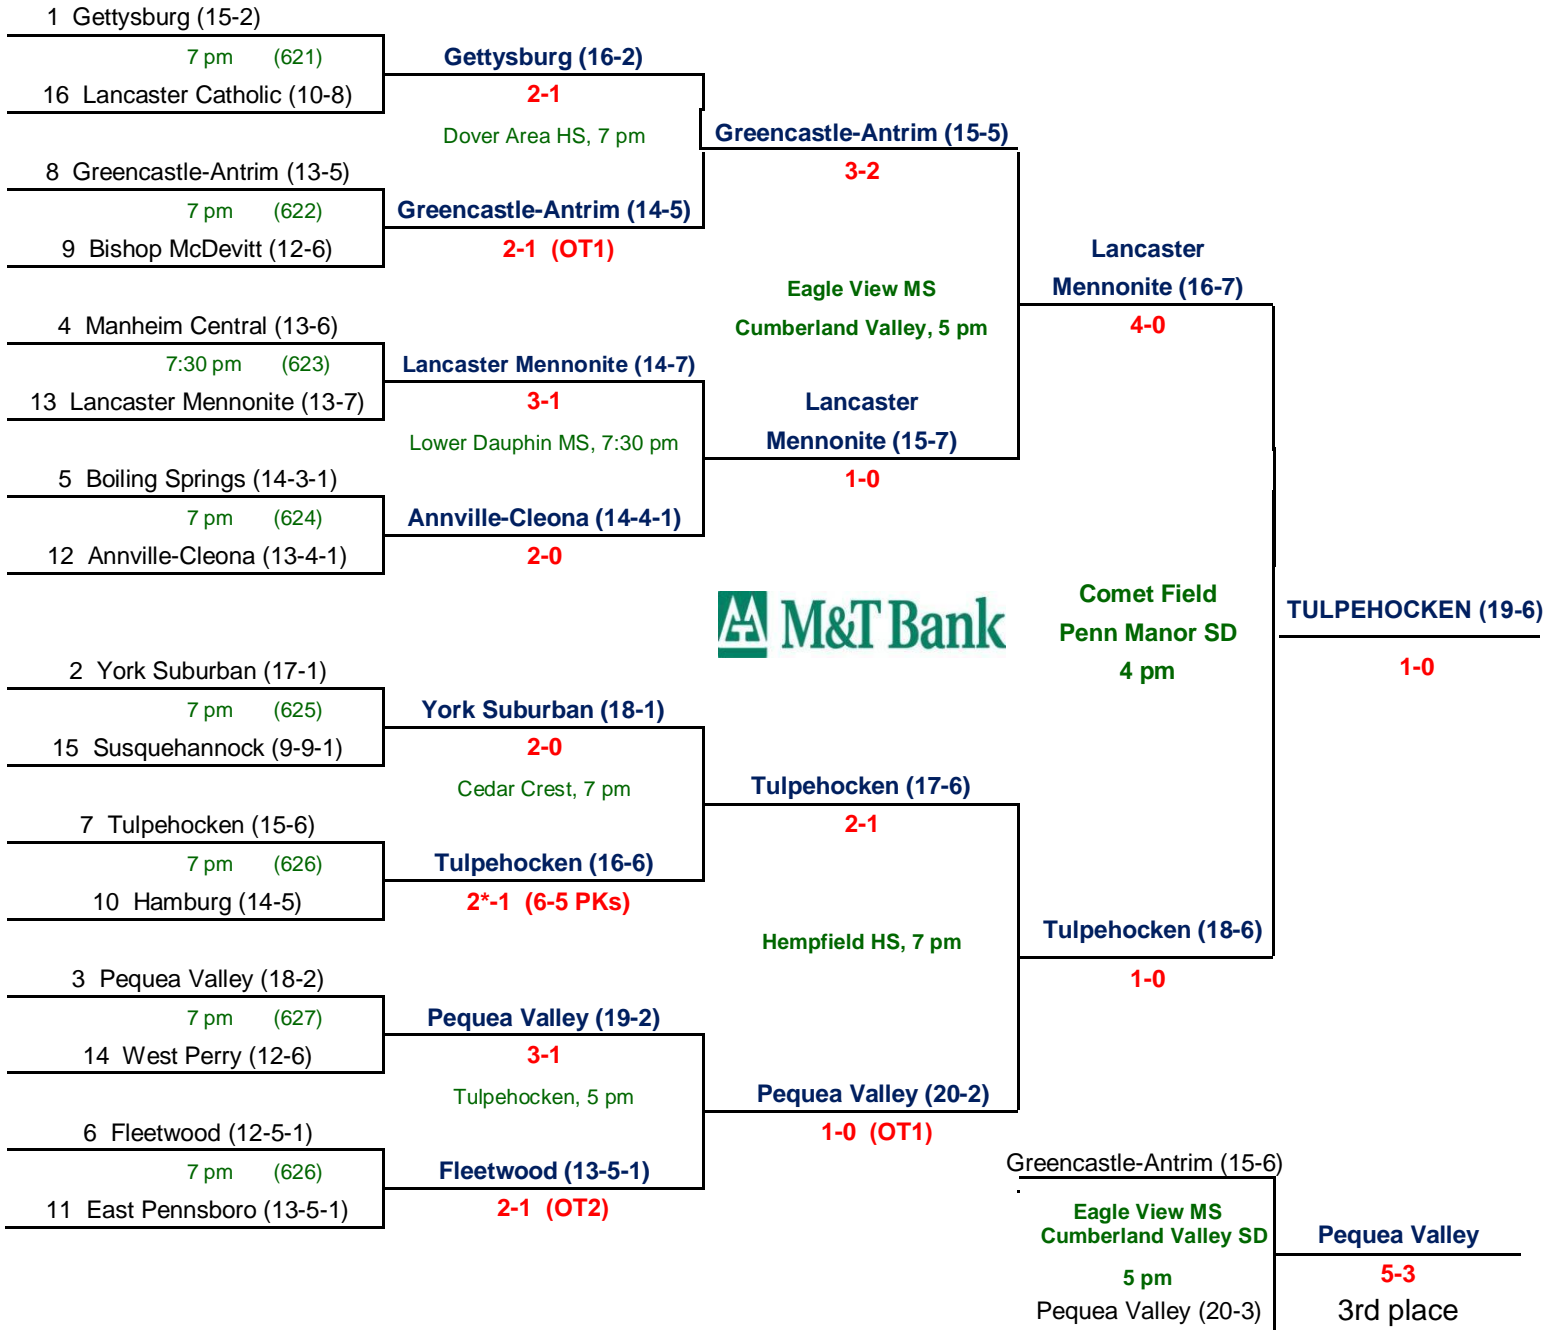 1 Gettysburg (15-2)
7 pm (621)
16 Lancaster Catholic (10-8)
8 Greencastle-Antrim (13-5)
7 pm (622)
9 Bishop McDevitt (12-6)
4 Manheim Central (13-6)
7:30 pm (623)
13 Lancaster Mennonite (13-7)
5 Boiling Springs (14-3-1)
7 pm (624)
12 Annville-Cleona (13-4-1)
2 York Suburban (17-1)
7 pm (625)
15 Susquehannock (9-9-1)
7 Tulpehocken (15-6)
7 pm (626)
10 Hamburg (14-5)
3 Pequea Valley (18-2)
7 pm (627)
14 West Perry (12-6)
6 Fleetwood (12-5-1)
7 pm (626)
11 East Pennsboro (13-5-1)
Gettysburg (16-2)
2-1
Dover Area HS, 7 pm
Greencastle-Antrim (14-5)
2-1 (OT1)
Lancaster Mennonite (14-7)
3-1
Lower Dauphin MS, 7:30 pm
Annville-Cleona (14-4-1)
2-0
York Suburban (18-1)
2-0
Cedar Crest, 7 pm
Tulpehocken (16-6)
2*-1 (6-5 PKs)
Pequea Valley (19-2)
3-1
Tulpehocken, 5 pm
Fleetwood (13-5-1)
2-1 (OT2)
Greencastle-Antrim (15-5)
3-2
Eagle View MS
Cumberland Valley, 5 pm
Lancaster
Mennonite (15-7)
1-0
M&T Bank
Tulpehocken (17-6)
2-1
Hempfield HS, 7 pm
Pequea Valley (20-2)
1-0 (OT1)
Lancaster
Mennonite (16-7)
4-0
Comet Field
Penn Manor SD
4 pm
Tulpehocken (18-6)
1-0
TULPEHOCKEN (19-6)
1-0
Greencastle-Antrim (15-6)
Eagle View MS
Cumberland Valley SD
5 pm
Pequea Valley (20-3)
Pequea Valley
5-3
3rd place